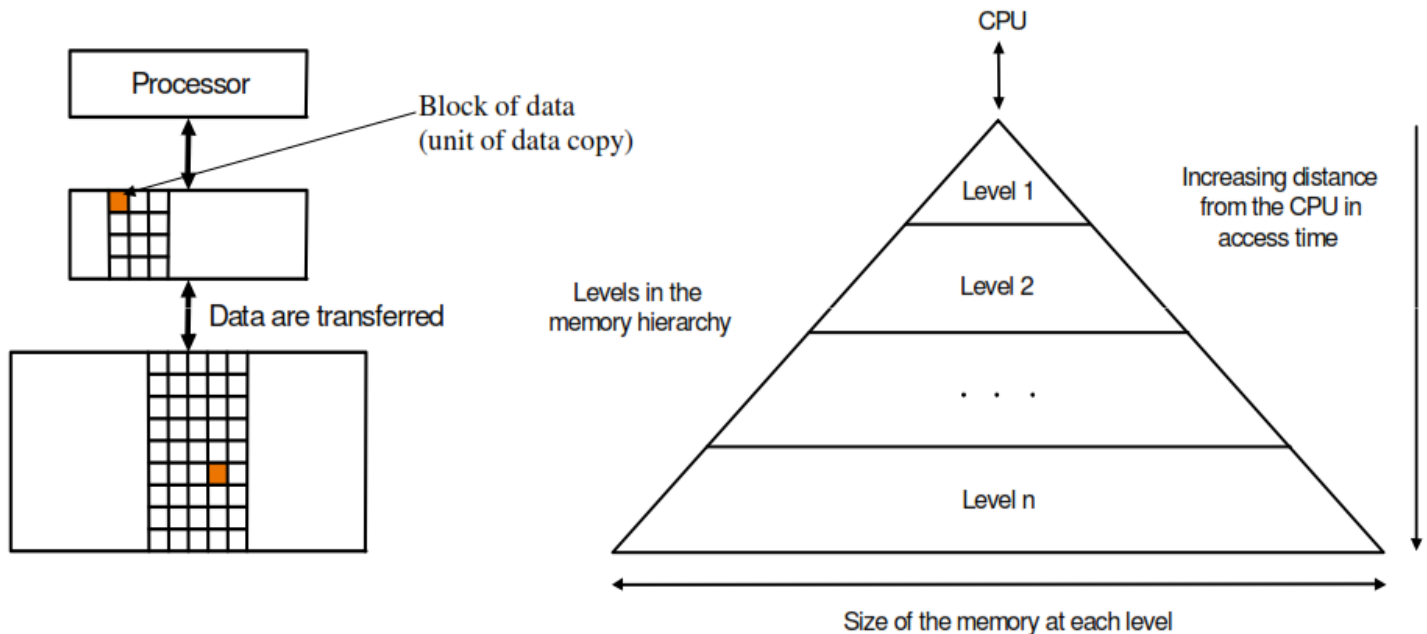 Processor
Block of data
(unit of data copy)
Data are transferred
CPU
Level 1
Increasing distance
from the CPU in
access time
Levels in the
memory hierarchy
Level 2
. . .
Level n
Size of the memory at each level